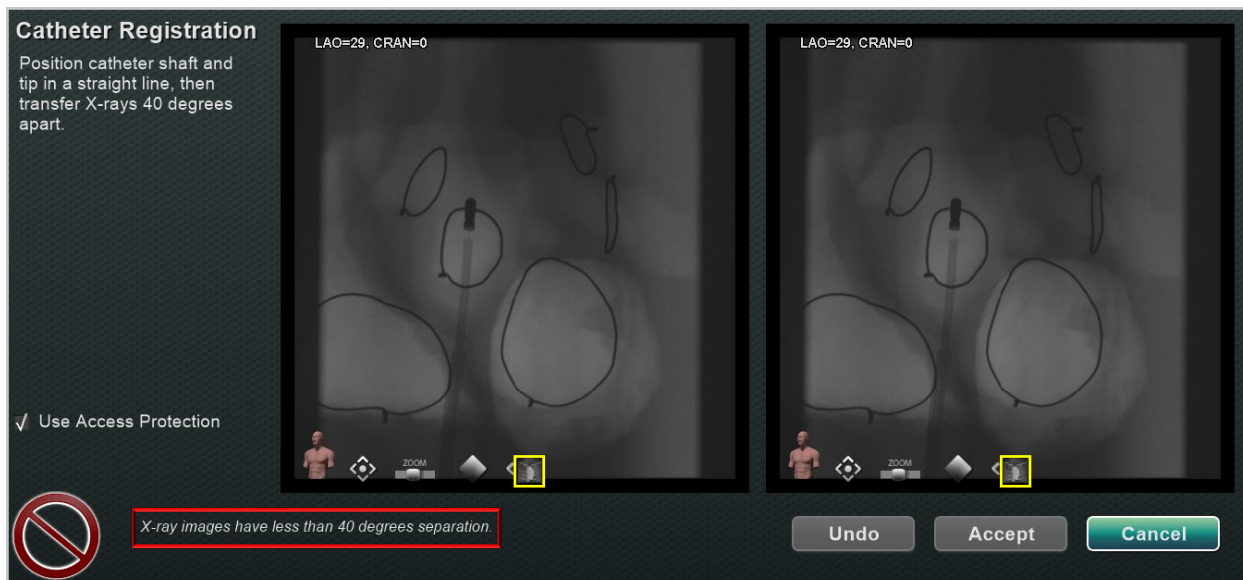 Catheter Registration
Position catheter shaft and
tip in a straight line, then
transfer X-rays 40 degrees
apart.
LAO=29, CRAN=0
LAO=29, CRAN=0
Use Access Protection
ZOOM
ZOOM
X-ray images have less than 40 degrees separation.
Undo
Accept
Cancel